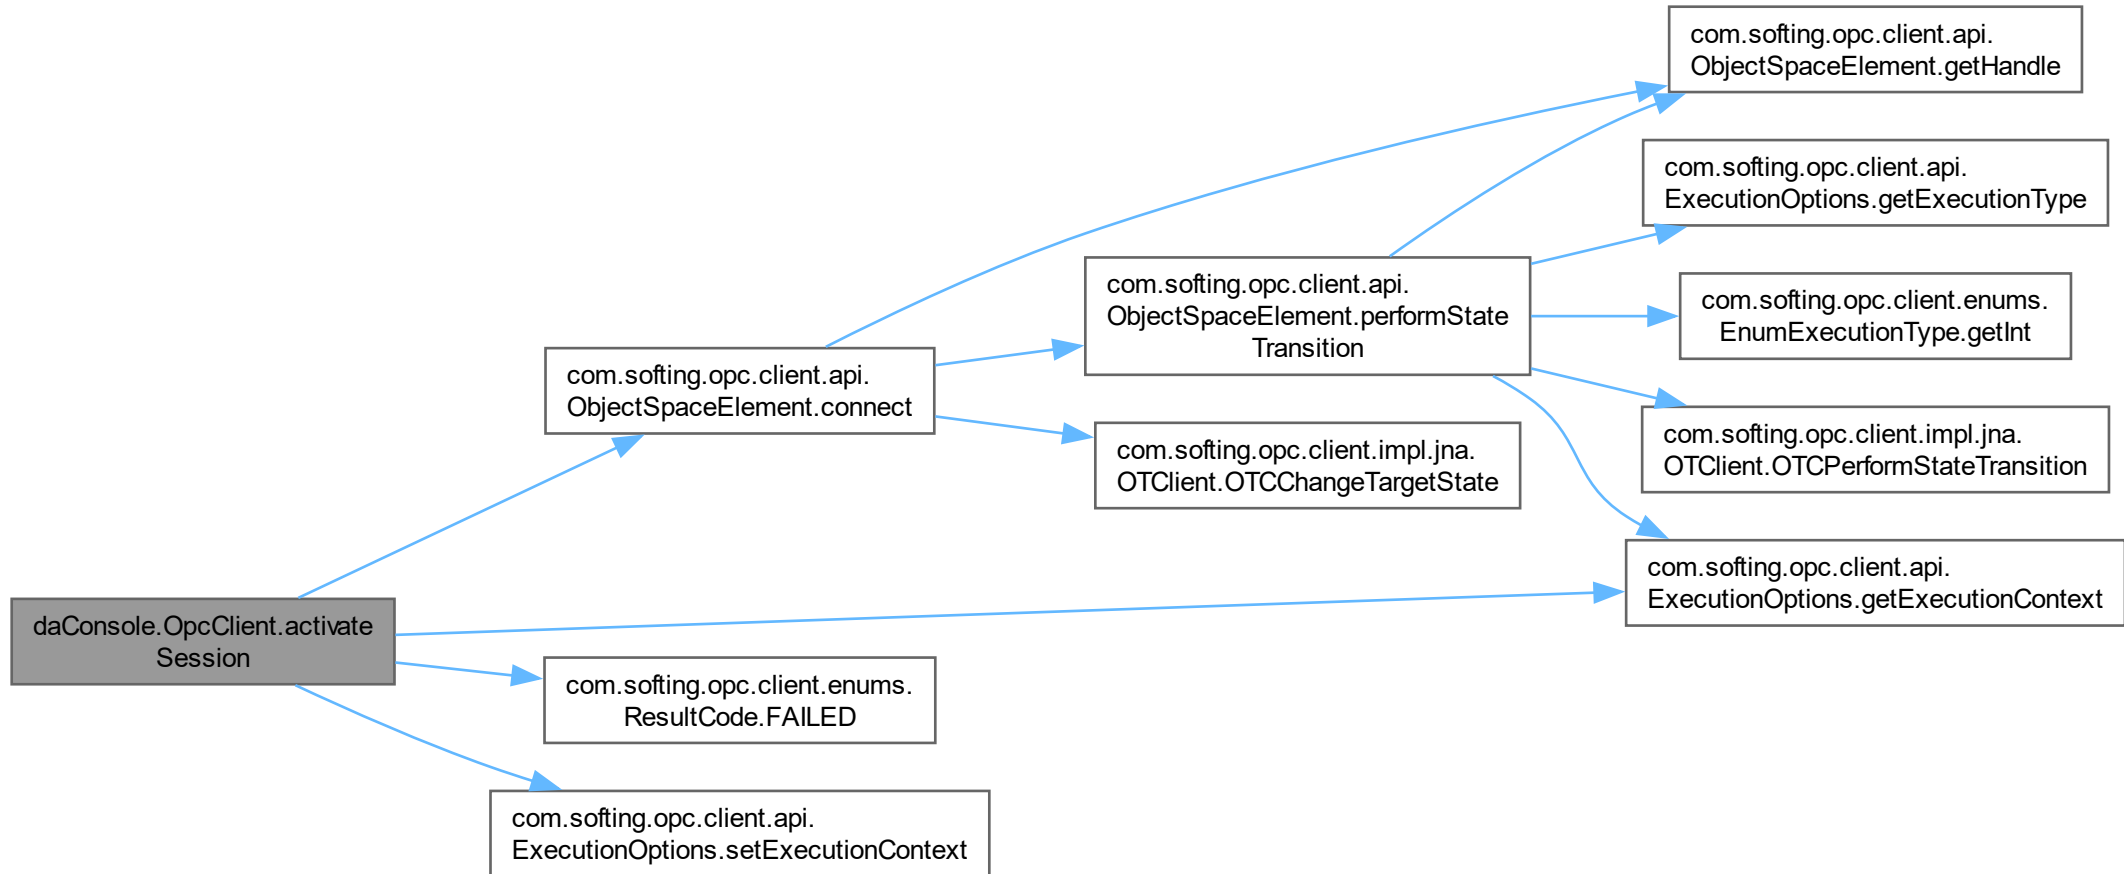 com.softing.opc.client.api.
ObjectSpaceElement.getHandle
com.softing.opc.client.api.
ExecutionOptions.getExecutionType
com.softing.opc.client.api.
ObjectSpaceElement.performState
Transition
com.softing.opc.client.enums.
EnumExecutionType.getInt
com.softing.opc.client.api.
ObjectSpaceElement.connect
com.softing.opc.client.impl.jna.
OTClient.OTCChangeTargetState
com.softing.opc.client.impl.jna.
OTClient.OTCPerformStateTransition
com.softing.opc.client.api.
ExecutionOptions.getExecutionContext
daConsole.OpcClient.activate
Session
com.softing.opc.client.enums.
ResultCode.FAILED
com.softing.opc.client.api.
ExecutionOptions.setExecutionContext